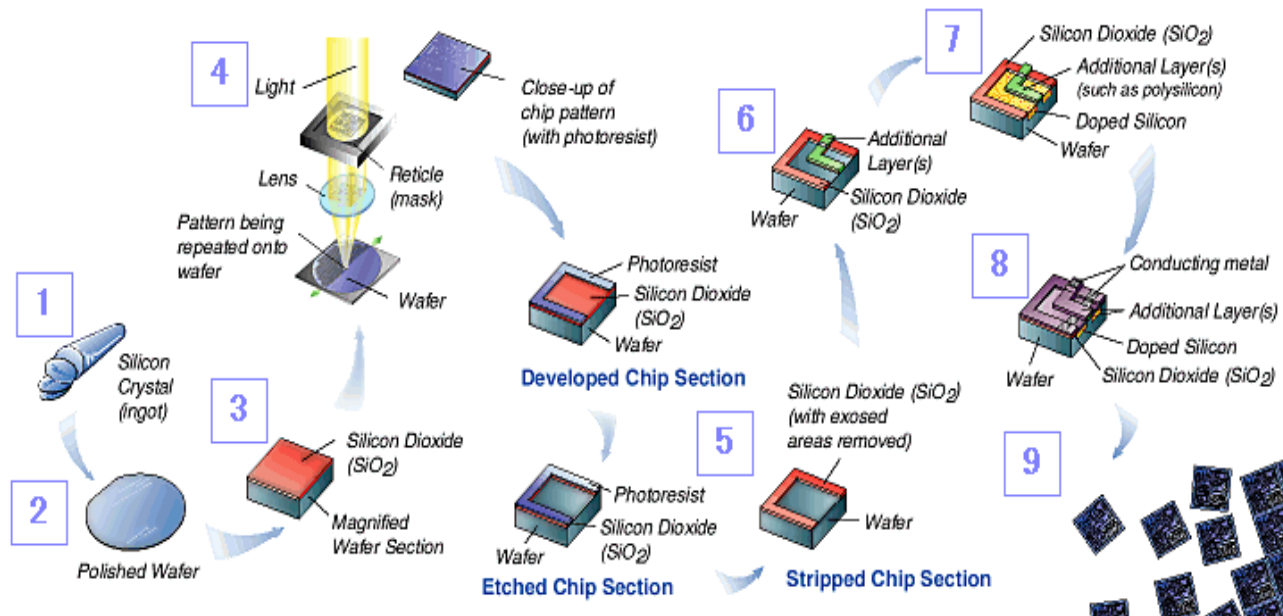 1
Silicon
Crystal
(ingot)
2
Polished Wafer
3
Silicon Dioxide
(SiO2)
Magnified
Wafer Section
4
Light
Reticle
(mask)
Lens
Pattern being
repeated onto
wafer
Wafer
Close-up of
chip pattern
(with photoresist)
Photoresist
Silicon Dioxide
(SiO2)
Wafer
Developed Chip Section
Photoresist
Silicon Dioxide
(SiO2)
Wafer
Etched Chip Section
5
Silicon Dioxide (SiO2)
(with exosed
areas removed)
Wafer
Stripped Chip Section
6
Additional
Layer(s)
Silicon Dioxide
(SiO2)
Wafer
7
Silicon Dioxide (SiO2)
Additional Layer(s)
(such as polysilicon)
Doped Silicon
Wafer
8
Conducting metal
Additional Layer(s)
Doped Silicon
Silicon Dioxide (SiO2)
Wafer
9